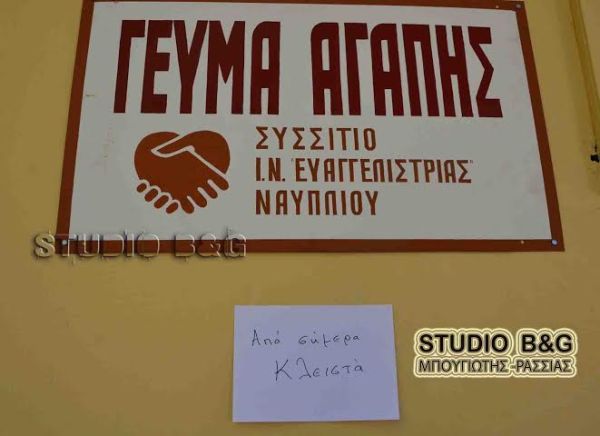 ΓΕΥΜΑ ΑΓΑΠΗΣ
ΣΥΣΣΙΤΙΟ
Ι.Ν. "ΕΥΑΓΓΕΛΙΣΤΡΙΑΣ"
ΝΑΥΠΛΙΟΥ
STUDIO B&G
Από σήμερα
Κλειστά
STUDIO B&G
ΜΠΟΥΓΙΩΤΗΣ -ΡΑΣΣΙΑΣ